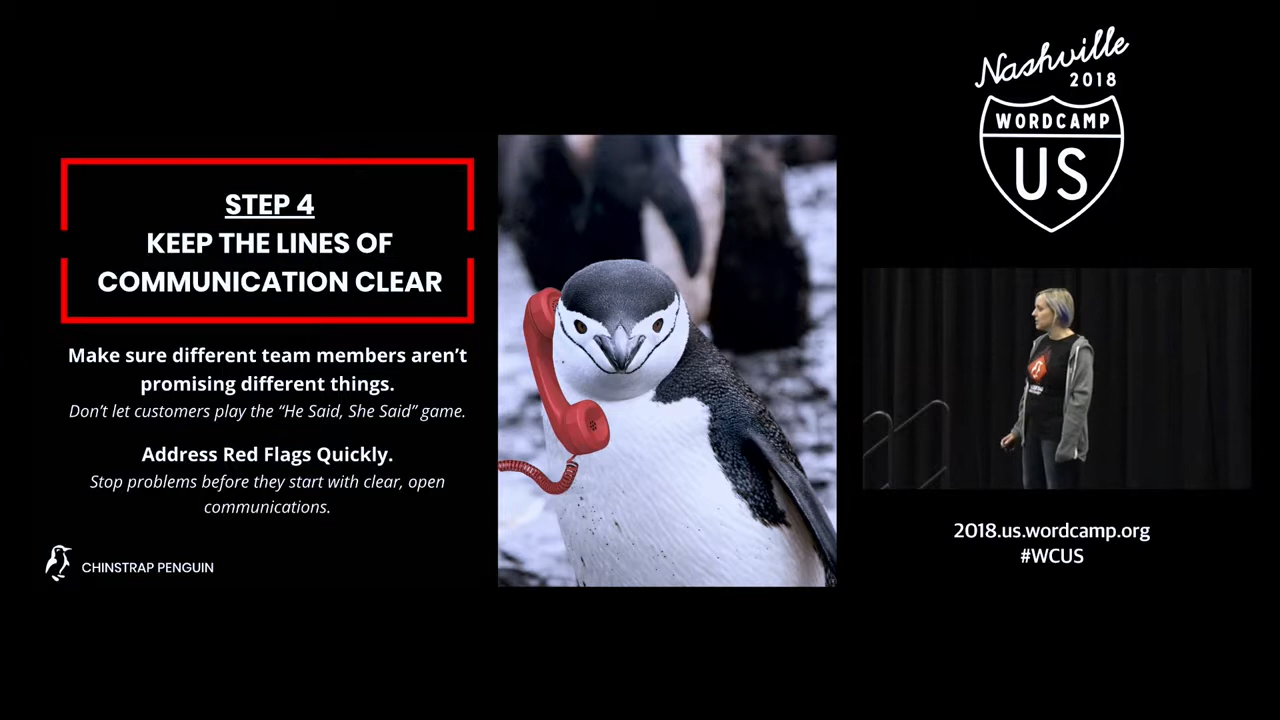 STEP 4
KEEP THE LINES OF
COMMUNICATION CLEAR
Make sure different team members aren’t
promising different things.
Don’t let customers play the “He Said, She Said” game.
Address Red Flags Quickly.
Stop problems before they start with clear, open
communications.
CHINSTRAP PENGUIN
Nashville
2018
WORDCAMP
US
2018.us.wordcamp.org
#WCUS